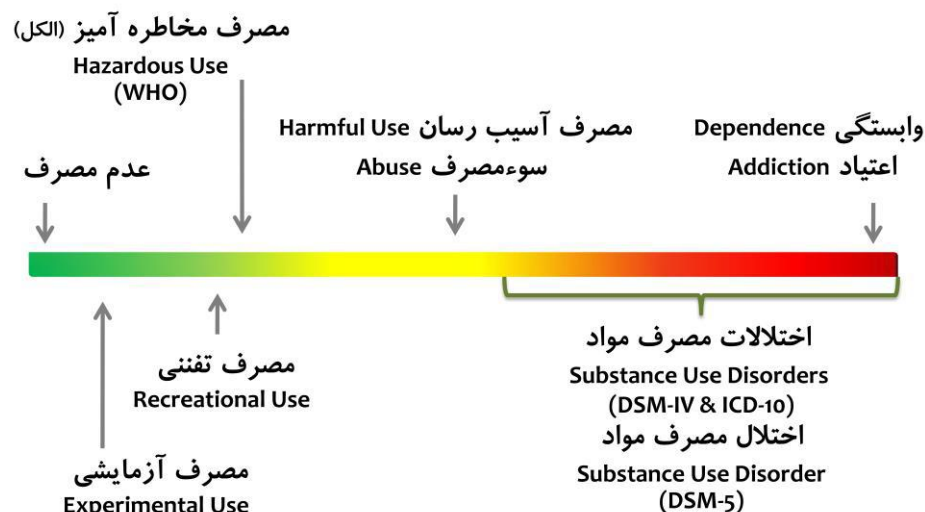 مصرف مخاطره آمیز (الکل)
Hazardous Use
(WHO)
عدم مصرف
مصرف آسیب رسان Harmful Use
سوءمصرف Abuse
وابستگی Dependence
اعتیاد Addiction
مصرف تفننی
Recreational Use
مصرف آزمایشی
Experimental Use
اختلالات مصرف مواد
Substance Use Disorders
(DSM-IV & ICD-10)
اختلال مصرف مواد
Substance Use Disorder
(DSM-5)